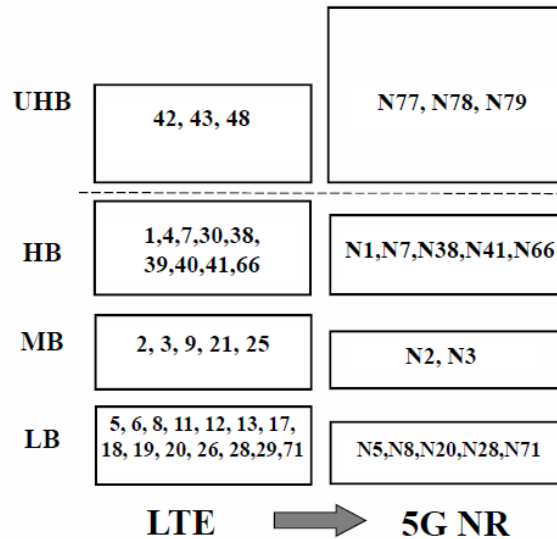 UHB
42, 43, 48
N77, N78, N79
HB
1,4,7,30,38,
39,40,41,66
N1,N7,N38,N41,N66
MB
2, 3, 9, 21, 25
N2, N3
LB
5, 6, 8, 11, 12, 13, 17,
18, 19, 20, 26, 28,29,71
N5,N8,N20,N28,N71
LTE
5G NR